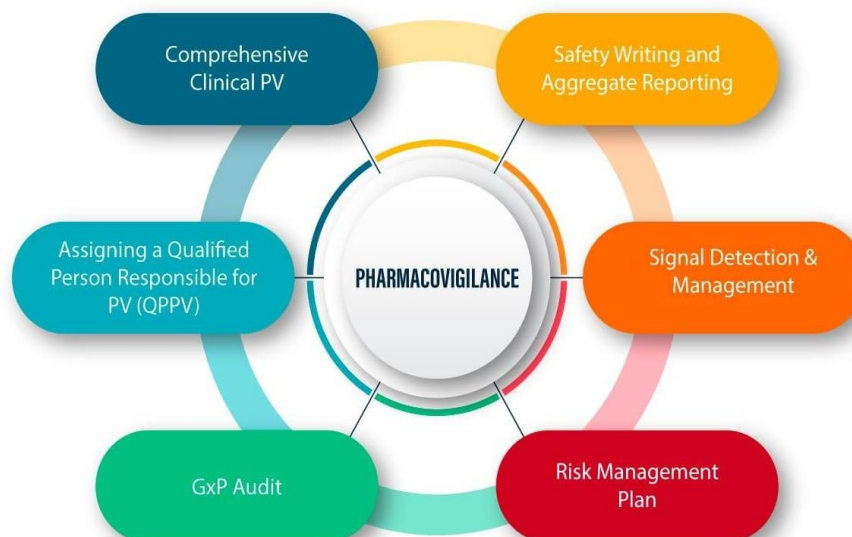 Comprehensive
Clinical PV
Safety Writing and
Aggregate Reporting
Assigning a Qualified
Person Responsible for
PV (QPPV)
PHARMACOVIGILANCE
Signal Detection &
Management
GxP Audit
Risk Management
Plan